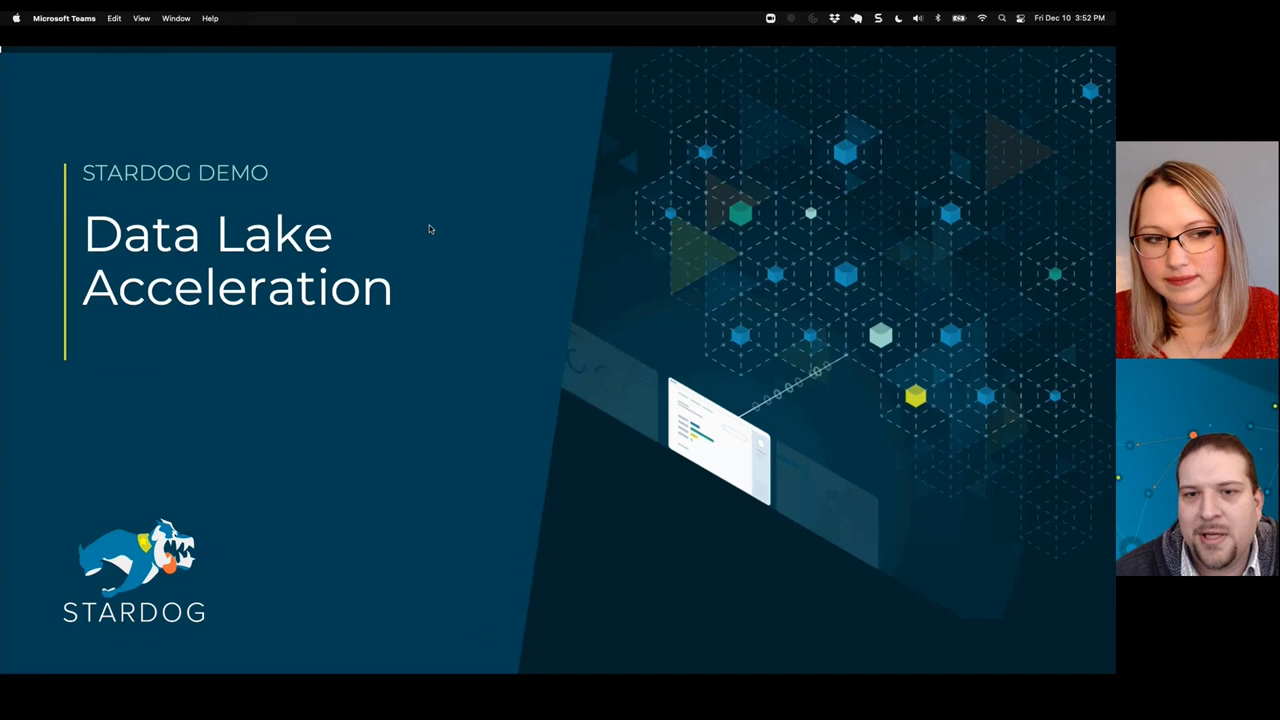 Microsoft Teams Edit View Window Help
Fri Dec 10 3:52 PM
STARDOG DEMO
Data Lake
Acceleration
STARDOG